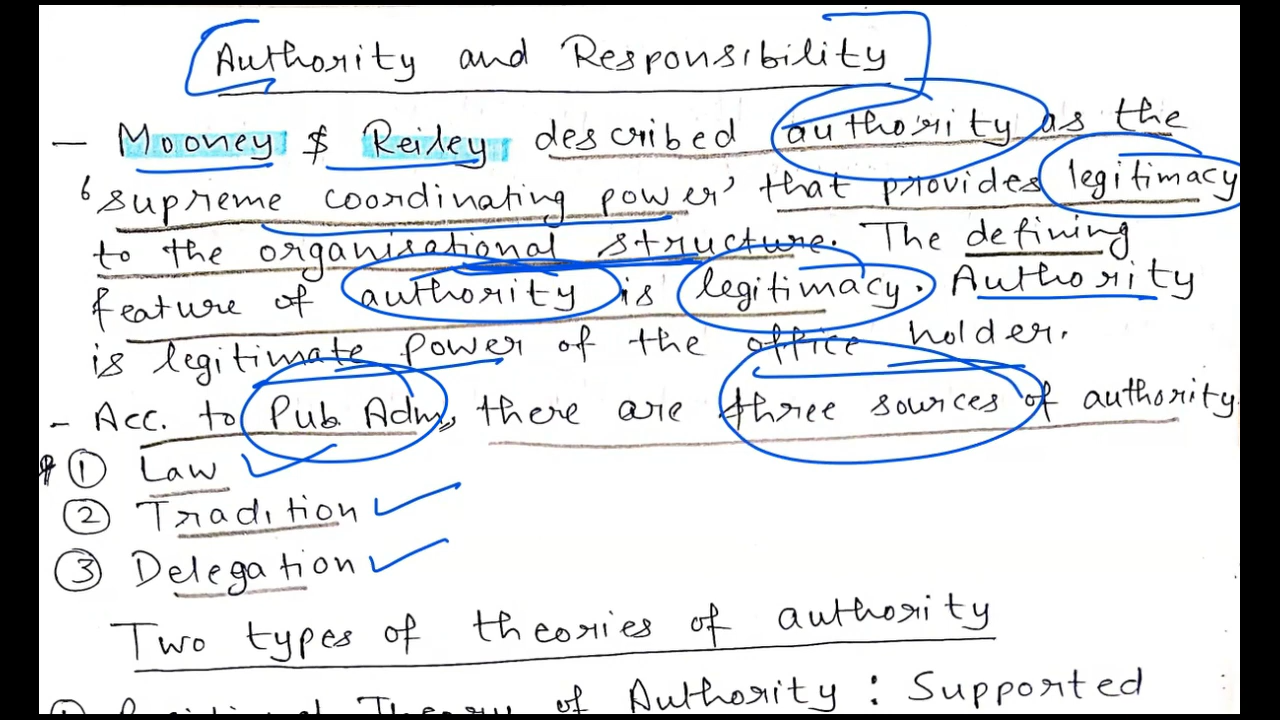 Authority and Responsibility
- Mooney $ Reiley described authority as the
'supreme coordinating power' that provides legitimacy
to the organisational structure. The defining
feature of authority is legitimacy. Authority
is legitimate power of the office holder.
- Acc. to Pub. Adm., there are three sources of authority.
① Law
② Tradition
③ Delegation
Two types of theories of authority
Theory of Authority : Supported